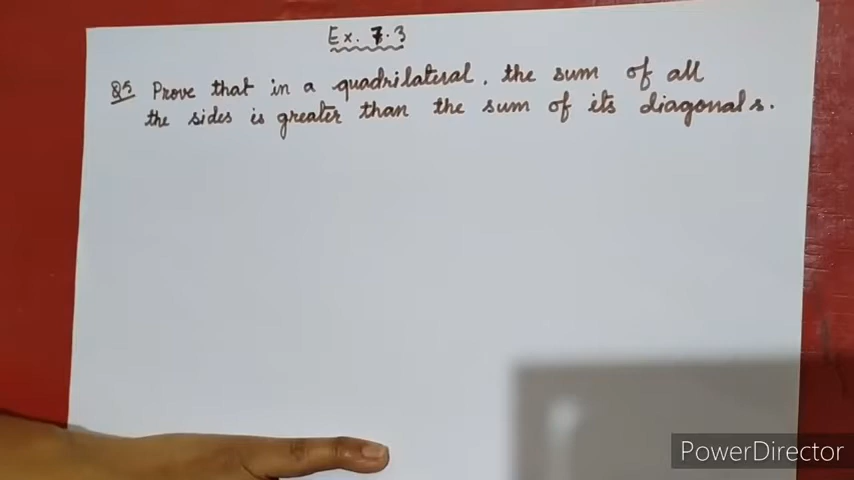 Ex. 7.3
Q5 Prove that in a quadrilateral, the sum of all
the sides is greater than the sum of its diagonals.
PowerDirector